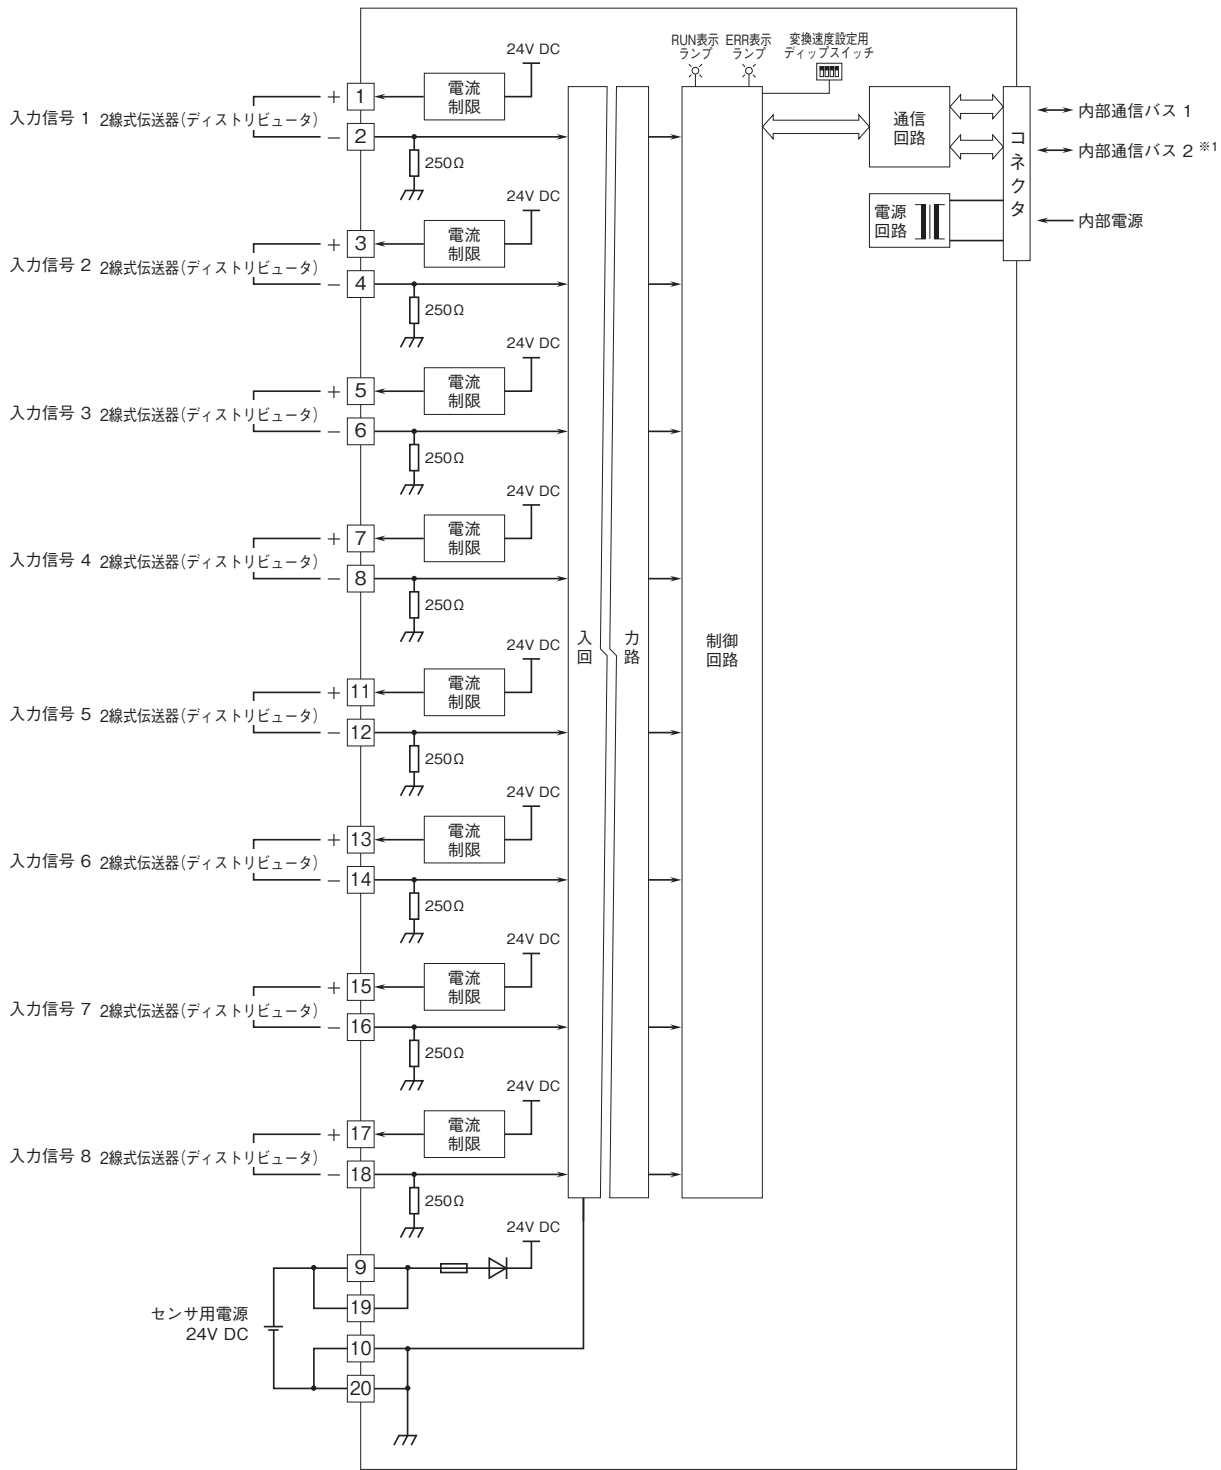 RUN表示
ランプ
ERR表示
ランプ
変換速度設定用
ディップスイッチ
24V DC
入力信号 1 2線式伝送器(ディストリビュータ)
+ 1
電流
制限
− 2
250Ω
24V DC
入力信号 2 2線式伝送器(ディストリビュータ)
+ 3
電流
制限
− 4
250Ω
24V DC
入力信号 3 2線式伝送器(ディストリビュータ)
+ 5
電流
制限
− 6
250Ω
24V DC
入力信号 4 2線式伝送器(ディストリビュータ)
+ 7
電流
制限
− 8
250Ω
24V DC
入力信号 5 2線式伝送器(ディストリビュータ)
+ 11
電流
制限
− 12
250Ω
24V DC
入力信号 6 2線式伝送器(ディストリビュータ)
+ 13
電流
制限
− 14
250Ω
24V DC
入力信号 7 2線式伝送器(ディストリビュータ)
+ 15
電流
制限
− 16
250Ω
24V DC
入力信号 8 2線式伝送器(ディストリビュータ)
+ 17
電流
制限
− 18
250Ω
24V DC
センサ用電源
24V DC
9
19
10
20
入力
回路
制御
回路
通信
回路
電源
回路
コネクタ
内部通信バス 1
内部通信バス 2 ※1
内部電源